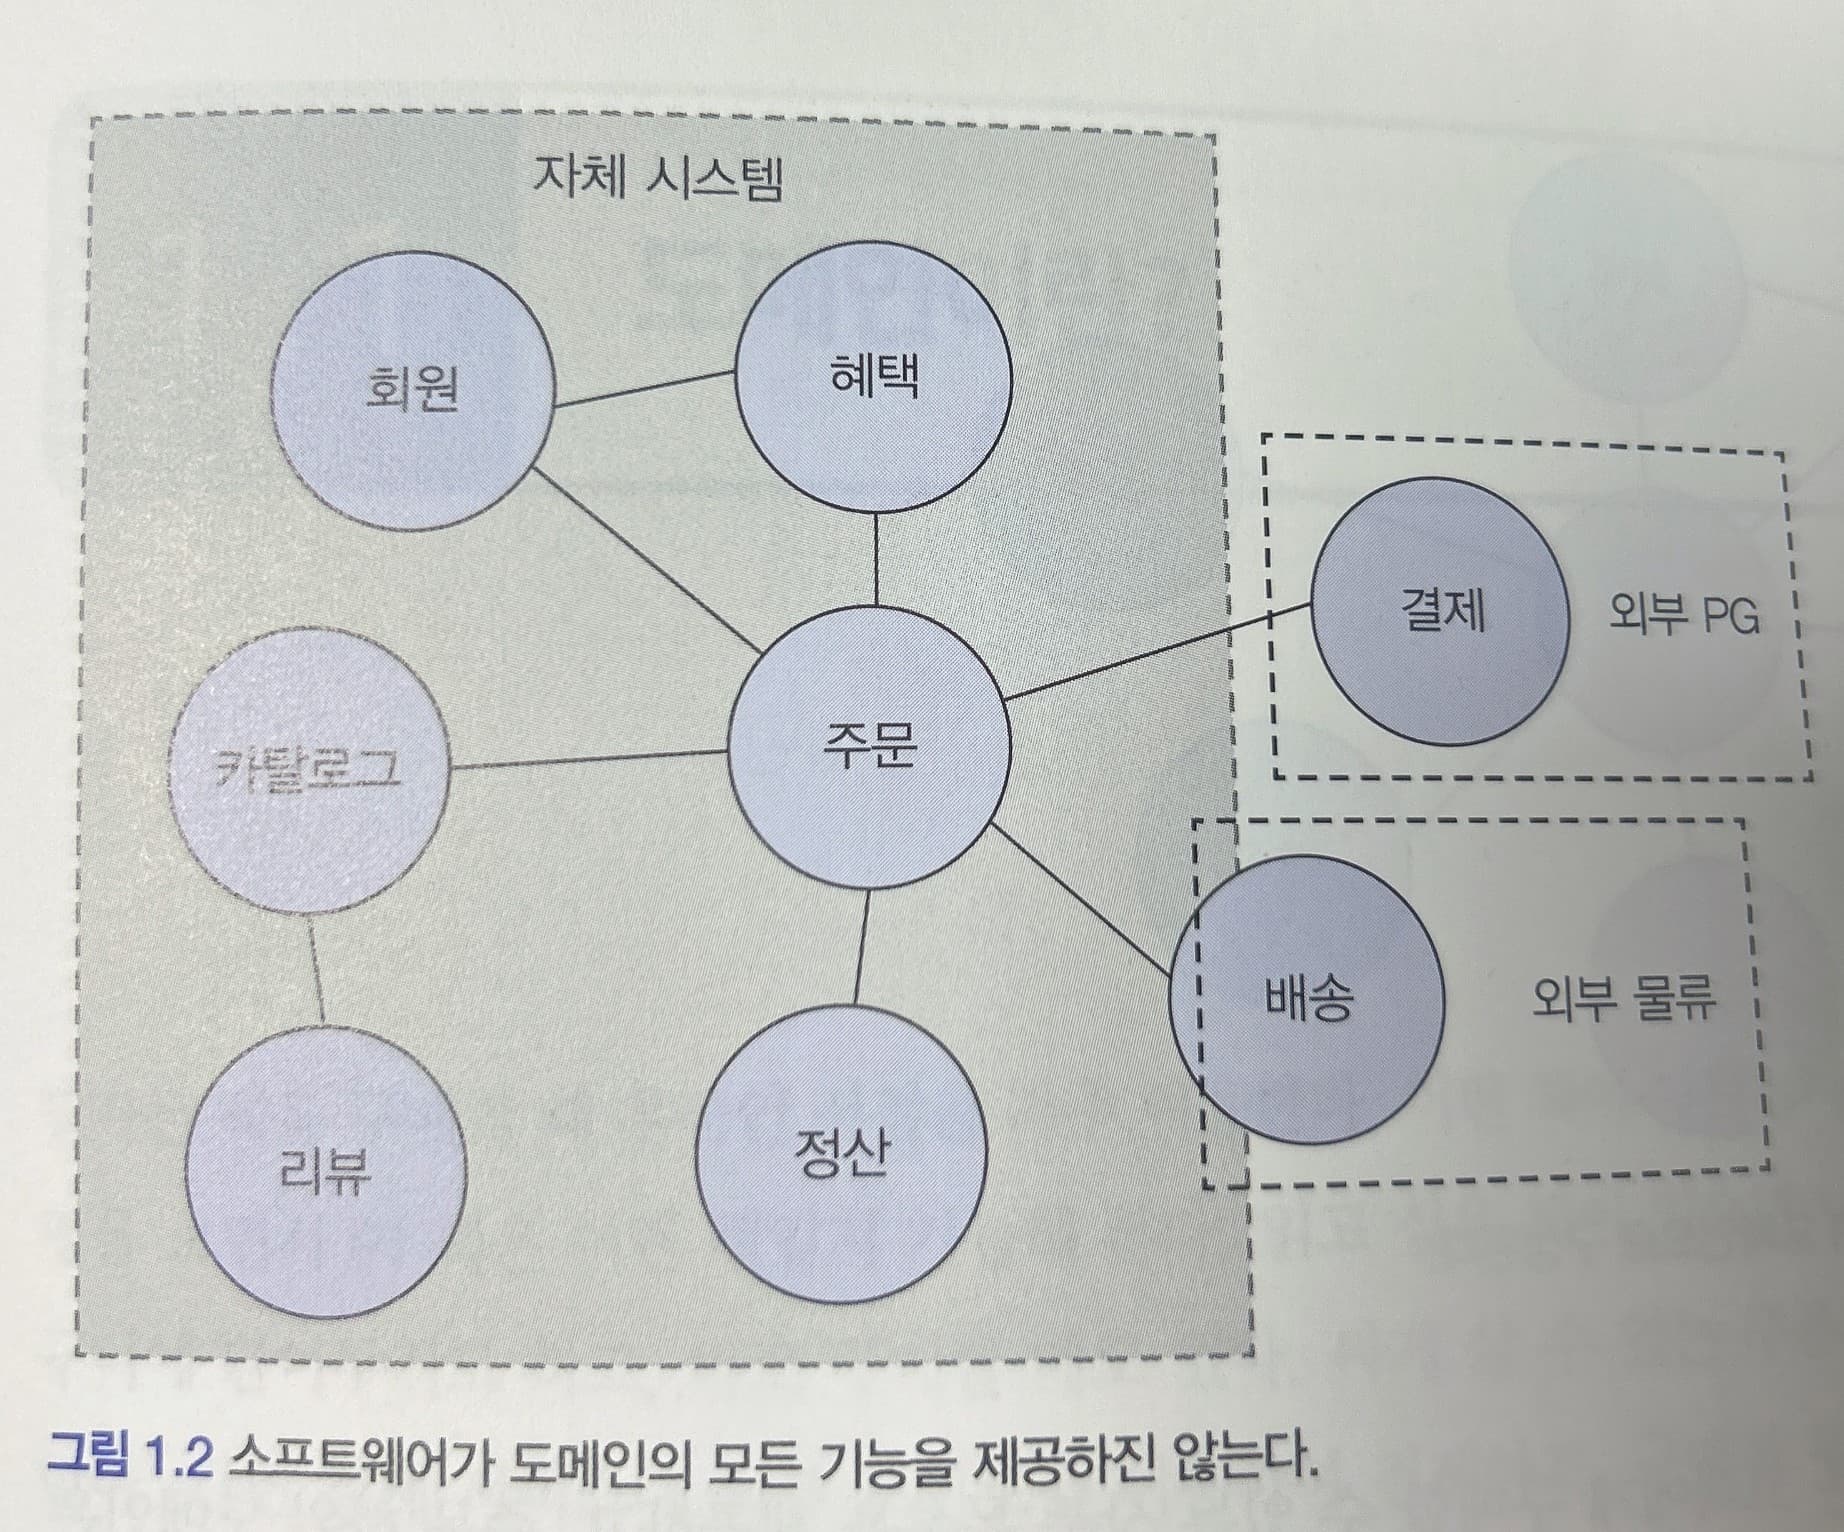 자체 시스템
회원
혜택
결제
외부 PG
카탈로그
주문
배송
외부 물류
리뷰
정산
그림 1.2 소프트웨어가 도메인의 모든 기능을 제공하진 않는다.